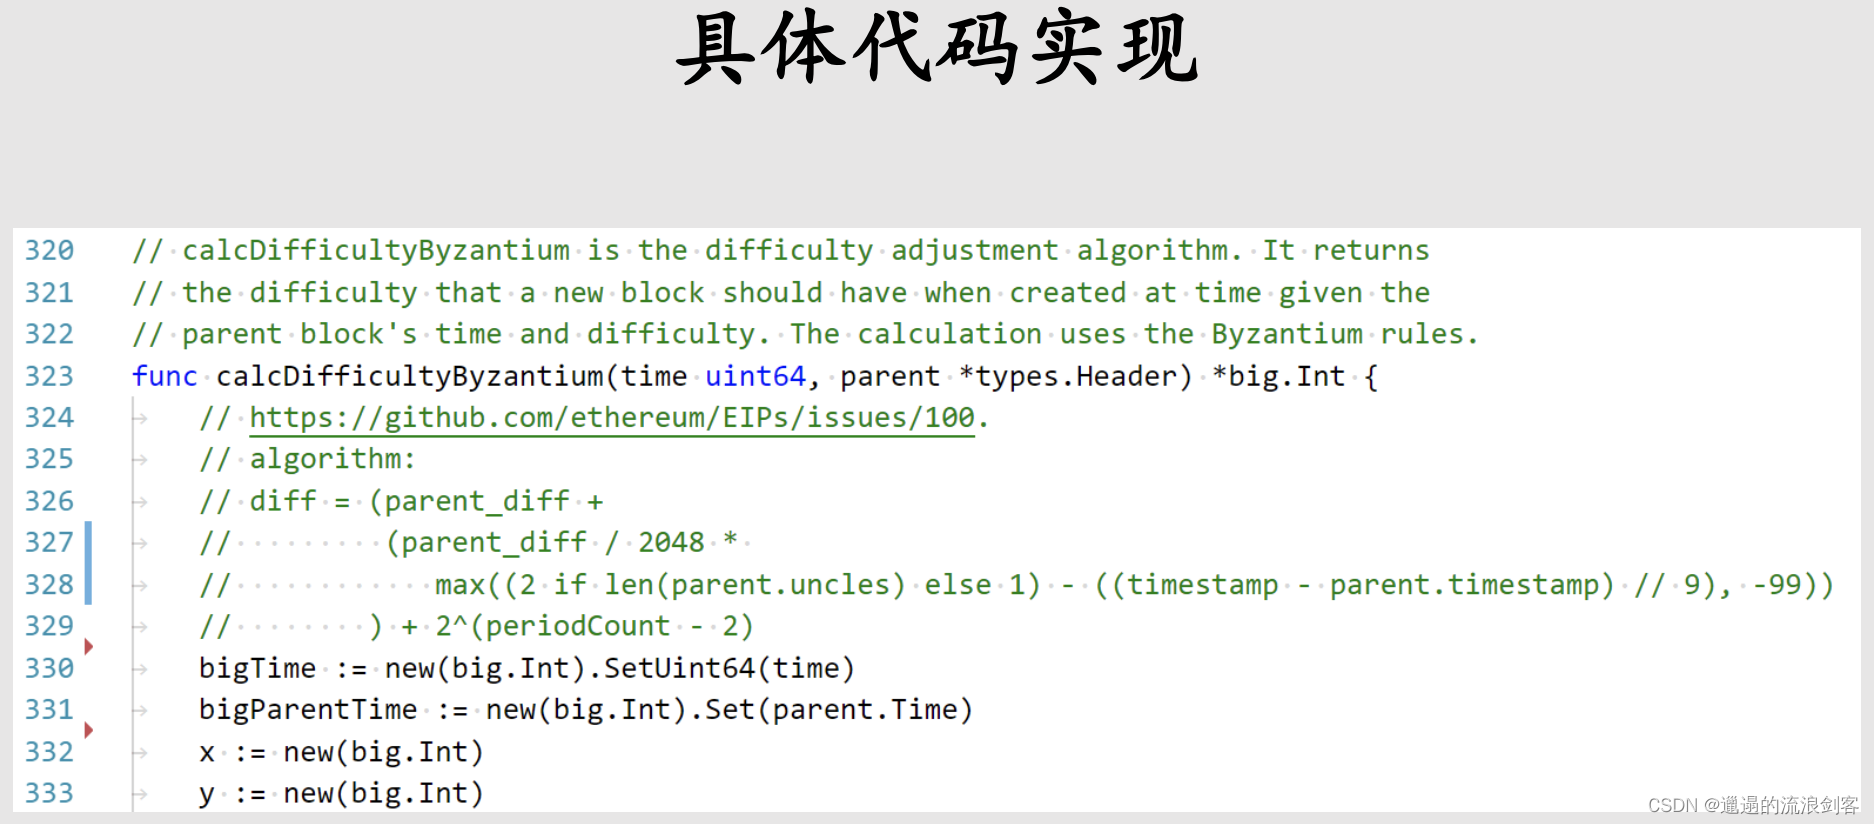 具体代码实现
320 // calcDifficultyByzantium is the difficulty adjustment algorithm. It returns
321 // the difficulty that a new block should have when created at time given the
322 // parent block's time and difficulty. The calculation uses the Byzantium rules.
323 func calcDifficultyByzantium(time uint64, parent *types.Header) *big.Int {
324 // https://github.com/ethereum/EIPs/issues/100.
325 // algorithm:
326 // diff = (parent_diff +
327 //         (parent_diff / 2048 *
328 //            max((2 if len(parent.uncles) else 1) - ((timestamp - parent.timestamp) // 9), -99))
329 //        ) + 2^(periodCount - 2)
330 bigTime := new(big.Int).SetUint64(time)
331 bigParentTime := new(big.Int).Set(parent.Time)
332 x := new(big.Int)
333 y := new(big.Int)
CSDN @邋遢的流浪剑客